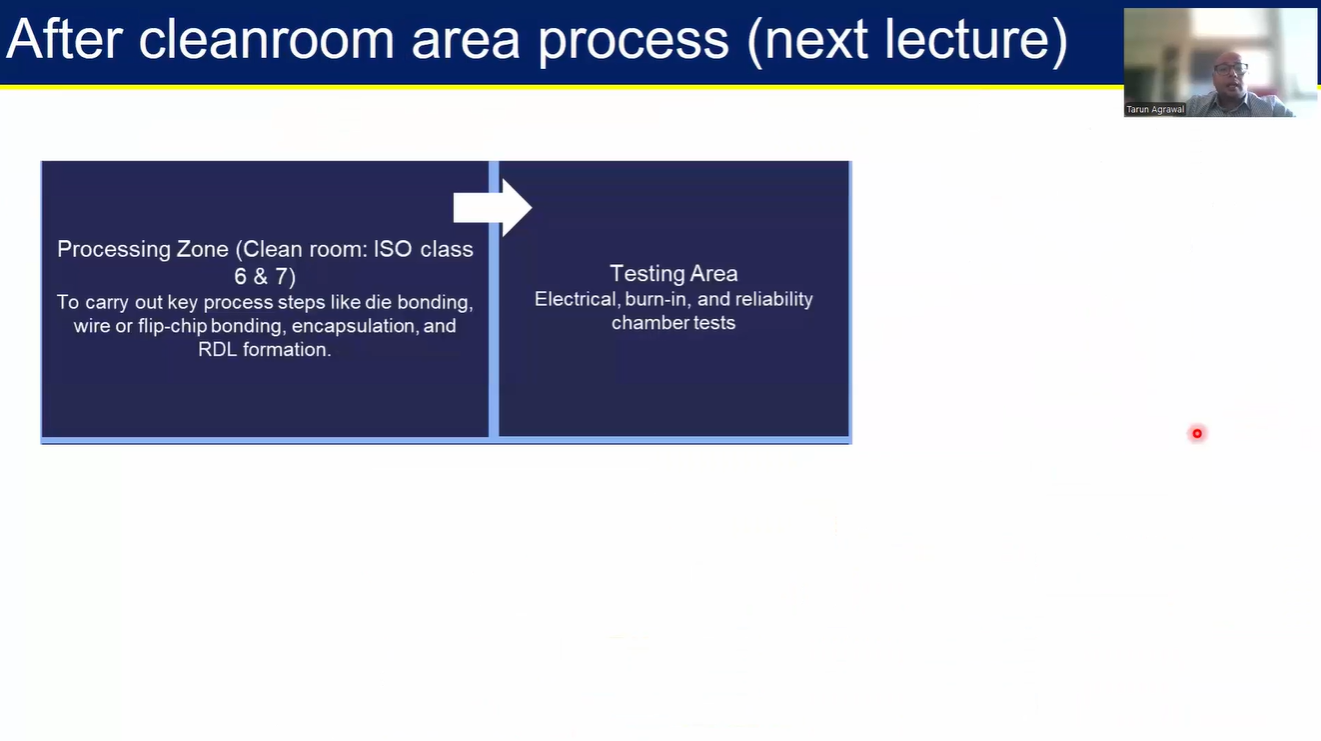 After cleanroom area process (next lecture)
Tarun Agrawal
Processing Zone (Clean room: ISO class
6 & 7)
To carry out key process steps like die bonding,
wire or flip-chip bonding, encapsulation, and
RDL formation.
Testing Area
Electrical, burn-in, and reliability
chamber tests